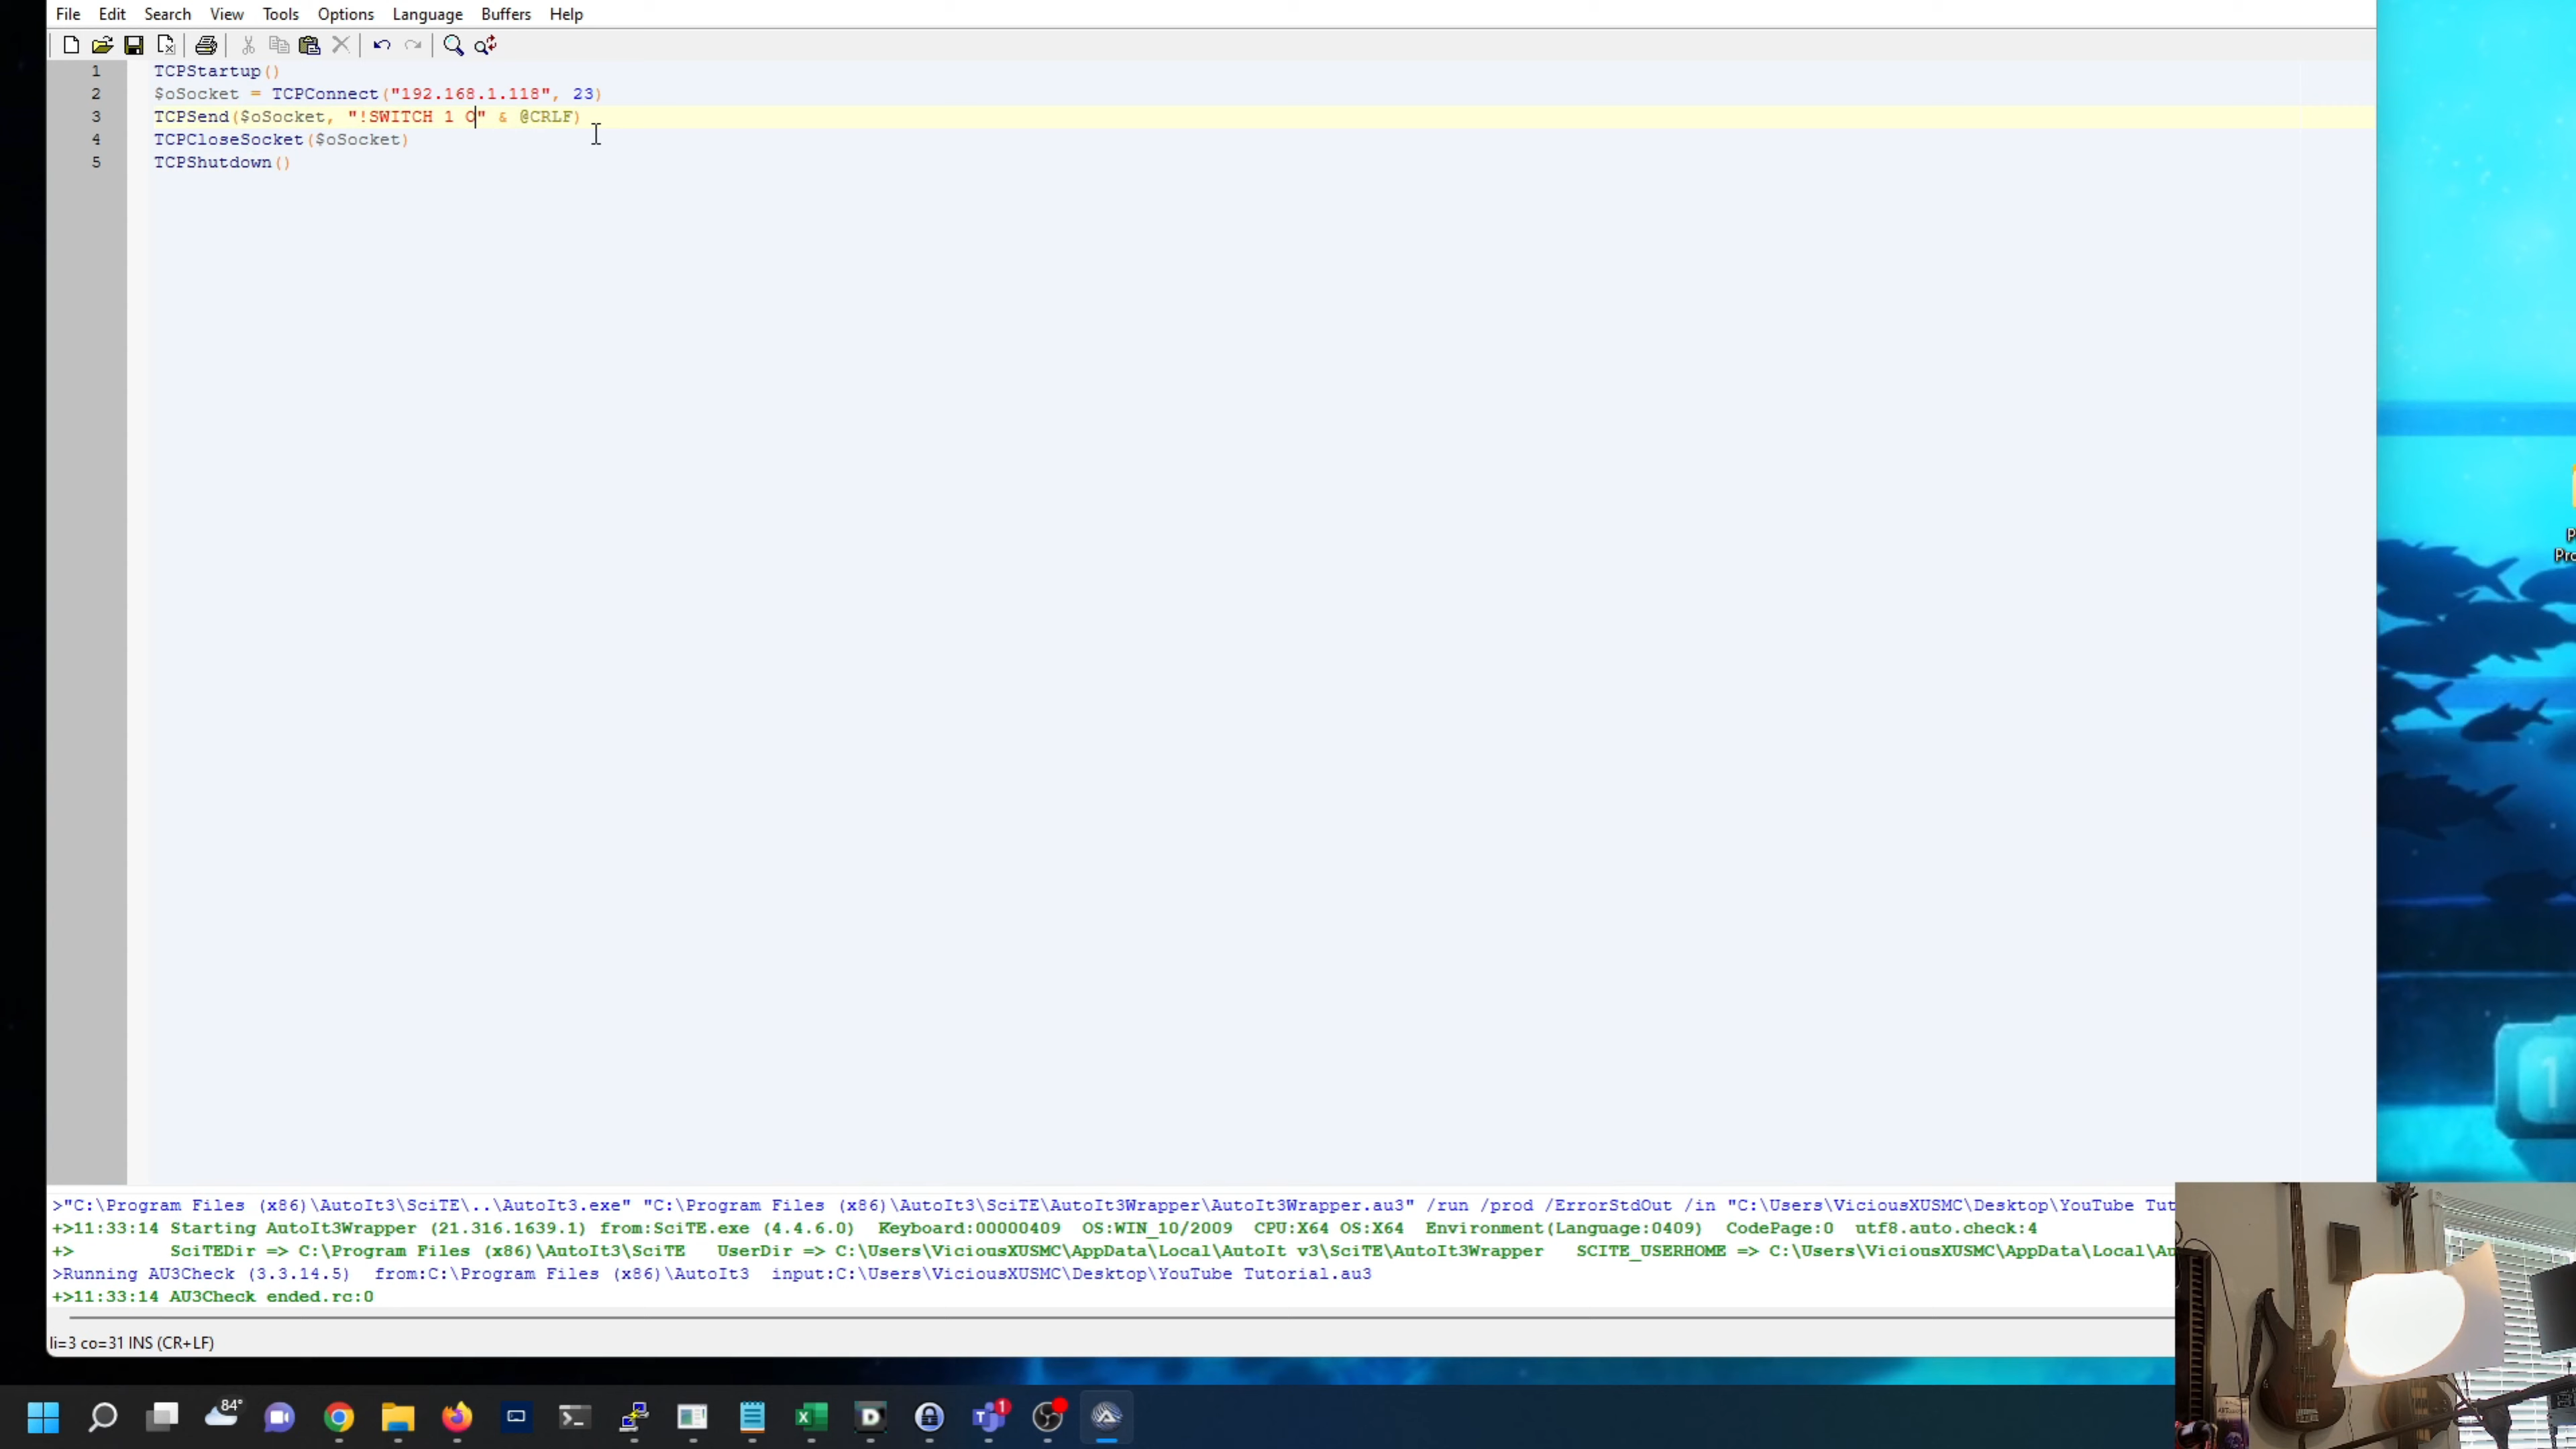 File Edit Search View Tools Options Language Buffers Help
1 TCPStartup()
2 $oSocket = TCPConnect("192.168.1.118", 23)
3 TCPSend($oSocket, "!SWITCH 1 O" & @CRLF)
4 TCPCloseSocket($oSocket)
5 TCPShutdown()
P
Pro
1
>"C:\Program Files (x86)\AutoIt3\SciTE\..\AutoIt3.exe" "C:\Program Files (x86)\AutoIt3\SciTE\AutoIt3Wrapper\AutoIt3Wrapper.au3" /run /prod /ErrorStdOut /in "C:\Users\ViciousXUSMC\Desktop\YouTube Tut
+>11:33:14 Starting AutoIt3Wrapper (21.316.1639.1) from:SciTE.exe (4.4.6.0) Keyboard:00000409 OS:WIN_10/2009 CPU:X64 OS:X64 Environment(Language:0409) CodePage:0 utf8.auto.check:4
+> SciTEDir => C:\Program Files (x86)\AutoIt3\SciTE UserDir => C:\Users\ViciousXUSMC\AppData\Local\AutoIt v3\SciTE\AutoIt3Wrapper SCITE_USERHOME => C:\Users\ViciousXUSMC\AppData\Local\Au
>Running AU3Check (3.3.14.5) from:C:\Program Files (x86)\AutoIt3 input:C:\Users\ViciousXUSMC\Desktop\YouTube Tutorial.au3
+>11:33:14 AU3Check ended.rc:0
li=3 co=31 INS (CR+LF)
84°
1